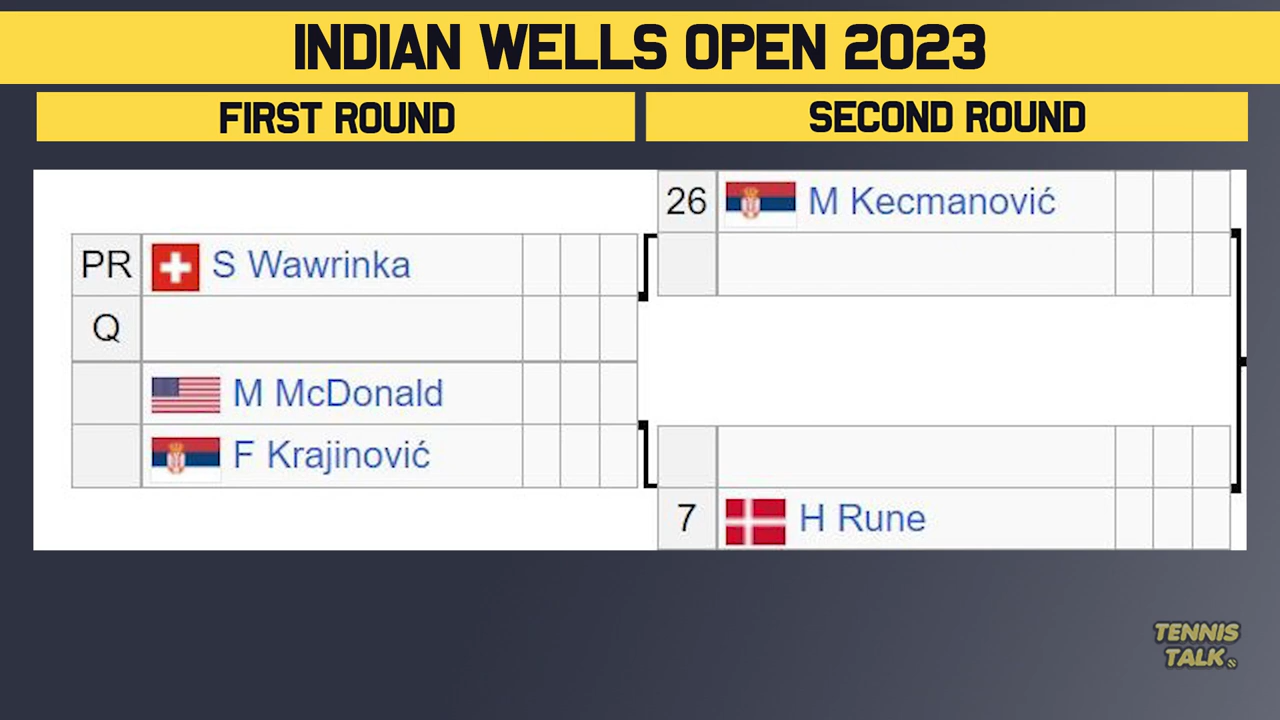 INDIAN WELLS OPEN 2023
FIRST ROUND
SECOND ROUND
26 M Kecmanović
PR S Wawrinka
Q
M McDonald
F Krajinović
7 H Rune
TENNIS
TALK